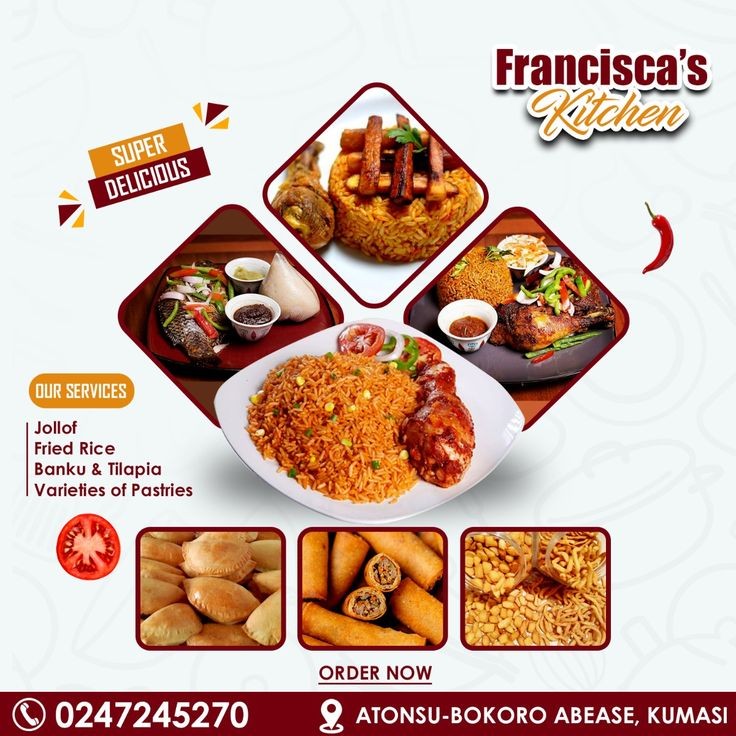 Francisca's
Kitchen
SUPER
DELICIOUS
OUR SERVICES
Jollof
Fried Rice
Banku & Tilapia
Varieties of Pastries
ORDER NOW
0247245270
ATONSU-BOKORO ABEASE, KUMASI